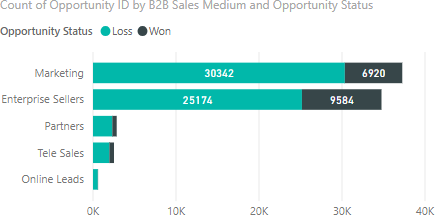 Count of Opportunity ID by B2B Sales Medium and Opportunity Status
Opportunity Status Loss Won
Marketing 30342 6920
Enterprise Sellers 25174 9584
Partners
Tele Sales
Online Leads
0K 10K 20K 30K 40K